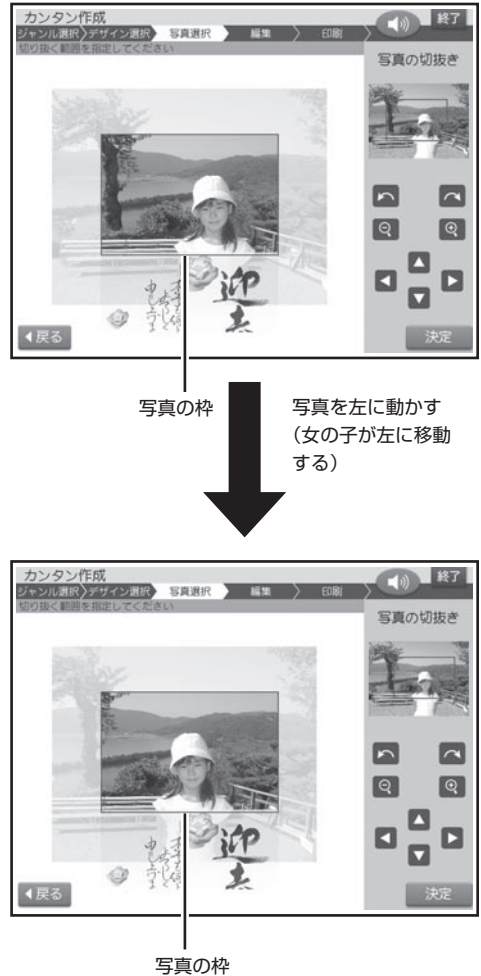 カンタン作成
終了
ジャンル選択 デザイン選択 写真選択 編集 印刷
切り抜く範囲を指定してください
写真の切抜き
迎春
戻る
決定
写真の枠
写真を左に動かす
(女の子が左に移動
する)
カンタン作成
終了
ジャンル選択 デザイン選択 写真選択 編集 印刷
切り抜く範囲を指定してください
写真の切抜き
迎春
戻る
決定
写真の枠